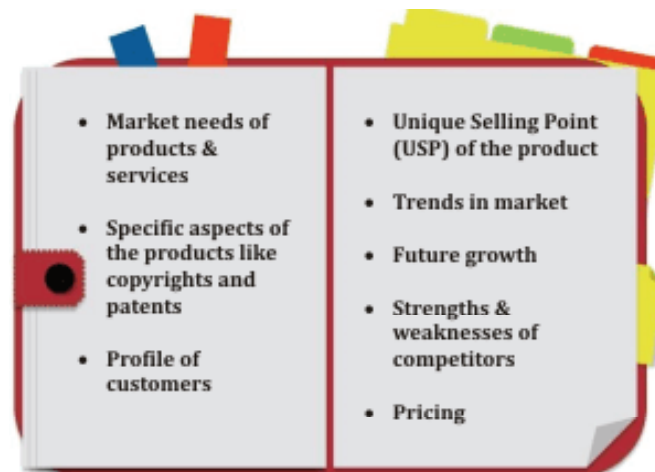 • Market needs of
products &
services
• Specific aspects of
the products like
copyrights and
patents
• Profile of
customers
• Unique Selling Point
(USP) of the product
• Trends in market
• Future growth
• Strengths &
weaknesses of
competitors
• Pricing